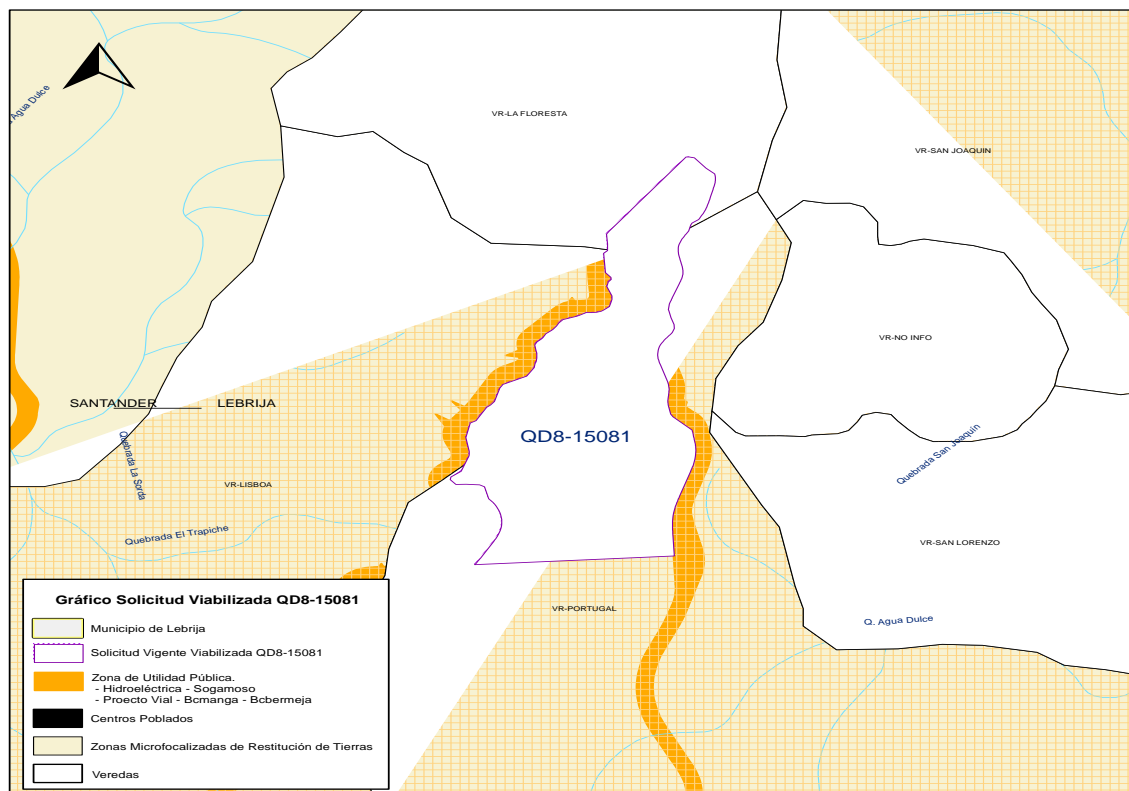 Agua Dulce
VR-LA FLORESTA
VR-SAN JOAQUIN
VR-NO INFO
SANTANDER
LEBRIJA
QD8-15081
Quebrada La Sorda
Quebrada San Joaquín
VR-LISBOA
Quebrada El Trapiche
VR-SAN LORENZO
VR-PORTUGAL
Q. Agua Dulce
Gráfico Solicitud Viabilizada QD8-15081
Municipio de Lebrija
Solicitud Vigente Viabilizada QD8-15081
Zona de Utilidad Pública.
- Hidroeléctrica - Sogamoso
- Proecto Vial - Bcmanga - Bcbermeja
Centros Poblados
Zonas Microfocalizadas de Restitución de Tierras
Veredas